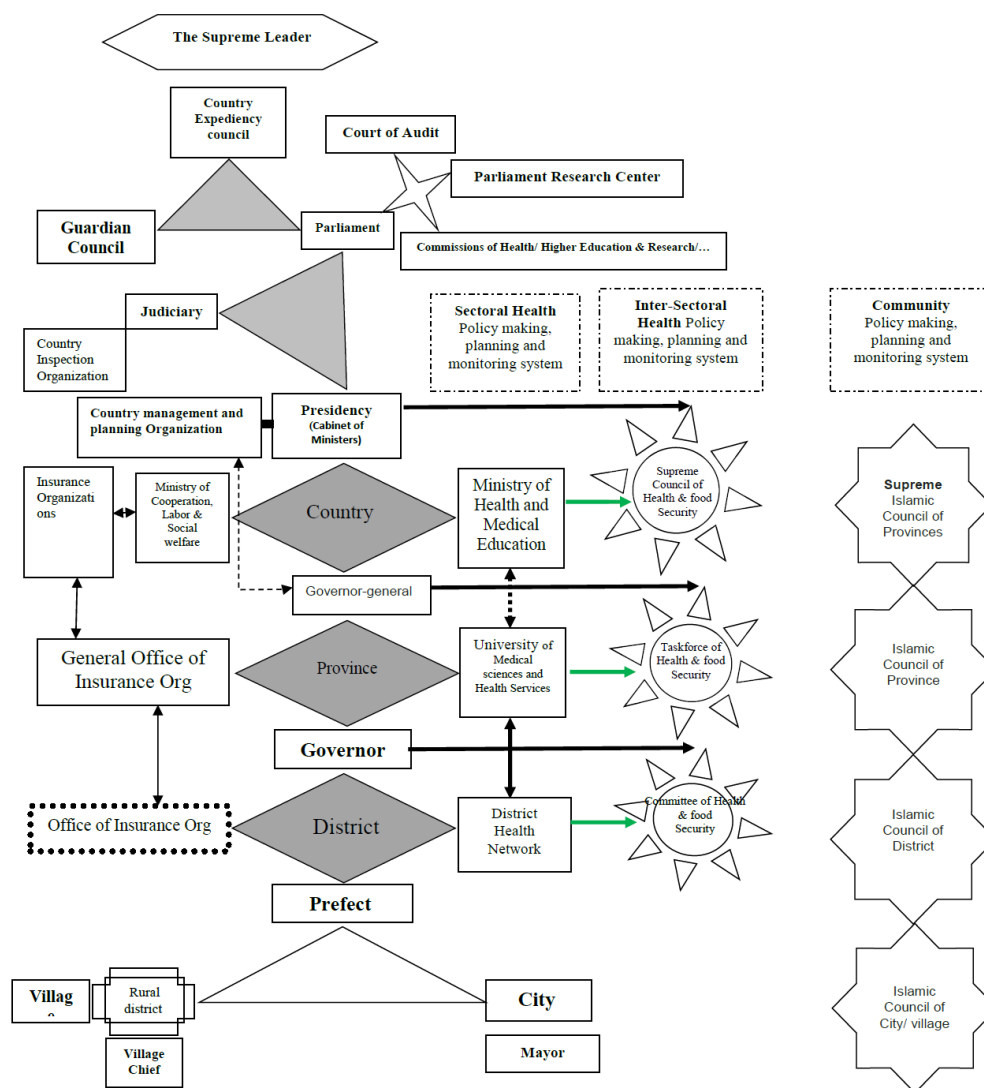 The Supreme Leader
Country
Expediency
council
Court of Audit
Parliament Research Center
Guardian
Council
Parliament
Commissions of Health/ Higher Education & Research/…
Judiciary
Country
Inspection
Organization
Sectoral Health
Policy making,
planning and
monitoring system
Inter-Sectoral
Health Policy
making, planning and
monitoring system
Community
Policy making,
planning and
monitoring system
Country management and
planning Organization
Presidency
(Cabinet of
Ministers)
Insurance
Organizati
ons
Ministry of
Cooperation,
Labor &
Social
welfare
Country
Ministry of
Health and
Medical
Education
Supreme
Council of
Health & food
Security
Supreme
Islamic
Council of
Provinces
Governor-general
General Office of
Insurance Org
Province
University of
Medical
sciences and
Health Services
Taskforce of
Health & food
Security
Islamic
Council of
Province
Governor
Office of Insurance Org
District
District
Health
Network
Committee of Health
& food
Security
Islamic
Council of
District
Prefect
Villag
Rural
district
Village
Chief
City
Mayor
Islamic
Council of
City/ village